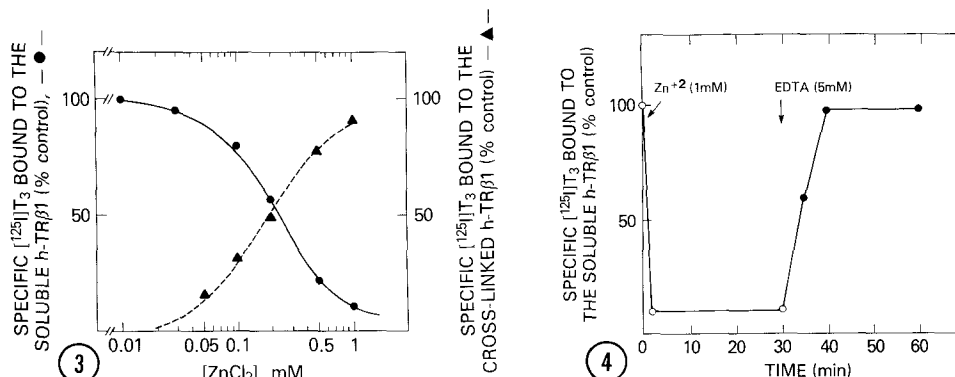 SPECIFIC [¹²⁵I]T₃ BOUND TO THE
SOLUBLE h-TRβ1 (% control), —●—
100
50
0.01
0.05
0.1
0.5
1
[ZnCl₂], mM
3
100
50
SPECIFIC [¹²⁵I]T₃ BOUND TO THE
CROSS-LINKED h-TRβ1 (% control) —▲—
SPECIFIC [¹²⁵I]T₃ BOUND TO
THE SOLUBLE h-TRβ1 (% control)
100
50
Zn⁺² (1mM)
EDTA (5mM)
0
10
20
30
40
50
60
TIME (min)
4